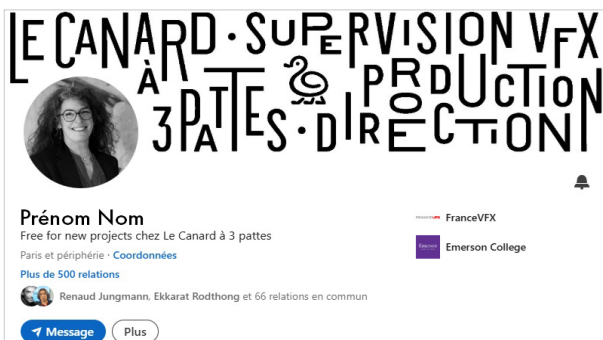 LE CANARD · SUPERVISION VFX
À 3 PATTES · PRODUCTION
DIRECTION
Prénom Nom
Free for new projects chez Le Canard à 3 pattes
Paris et périphérie · Coordonnées
Plus de 500 relations
Renaud Jungmann, Ekkarat Rodthong et 66 relations en commun
Message
Plus
FranceVFX
Emerson College